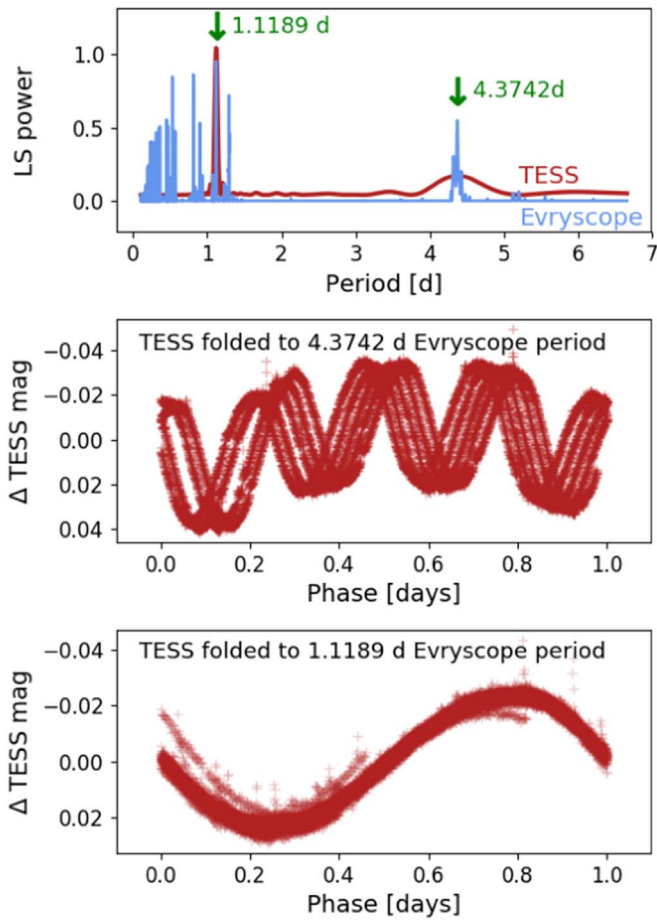 1.1189 d
4.3742d
TESS
Evryscope
LS power
1.0
0.5
0.0
0 1 2 3 4 5 6 7
Period [d]
TESS folded to 4.3742 d Evryscope period
Δ TESS mag
−0.04
−0.02
0.00
0.02
0.04
0.0 0.2 0.4 0.6 0.8 1.0
Phase [days]
TESS folded to 1.1189 d Evryscope period
Δ TESS mag
−0.04
−0.02
0.00
0.02
0.0 0.2 0.4 0.6 0.8 1.0
Phase [days]